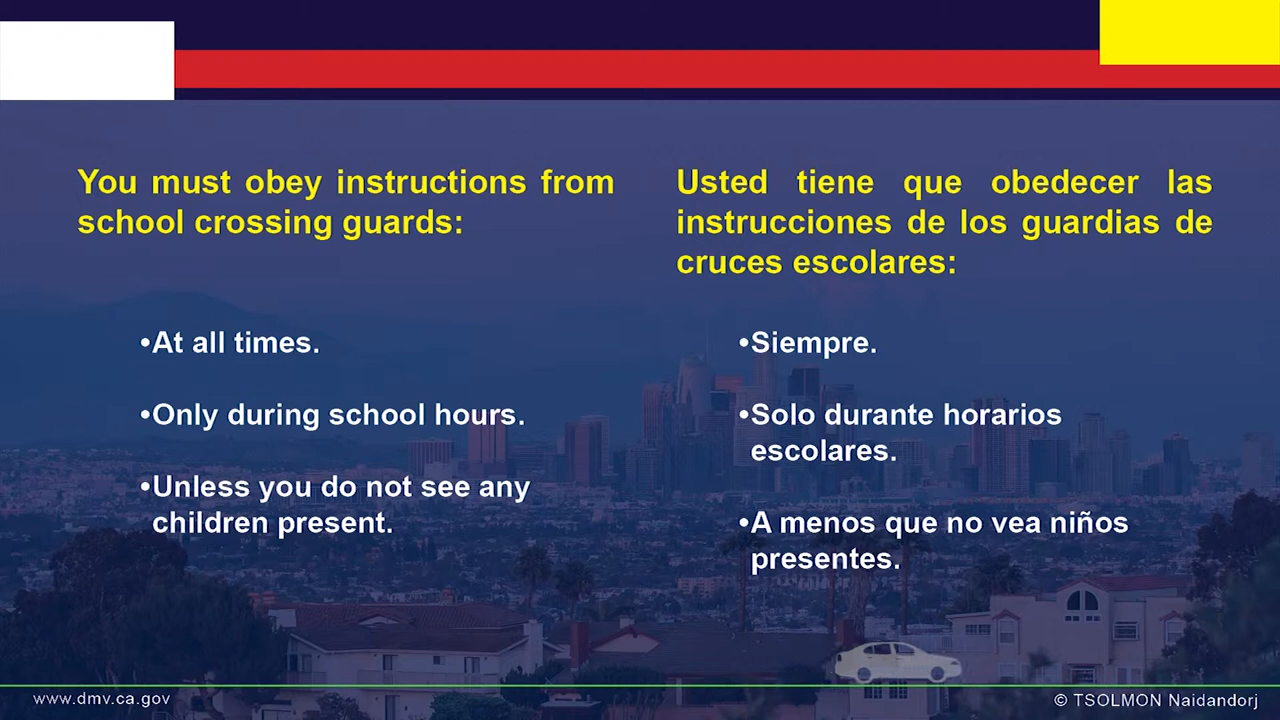 You must obey instructions from
school crossing guards:
•At all times.
•Only during school hours.
•Unless you do not see any
children present.
Usted tiene que obedecer las
instrucciones de los guardias de
cruces escolares:
•Siempre.
•Solo durante horarios
escolares.
•A menos que no vea niños
presentes.
www.dmv.ca.gov
© TSOLMON Naidandorj